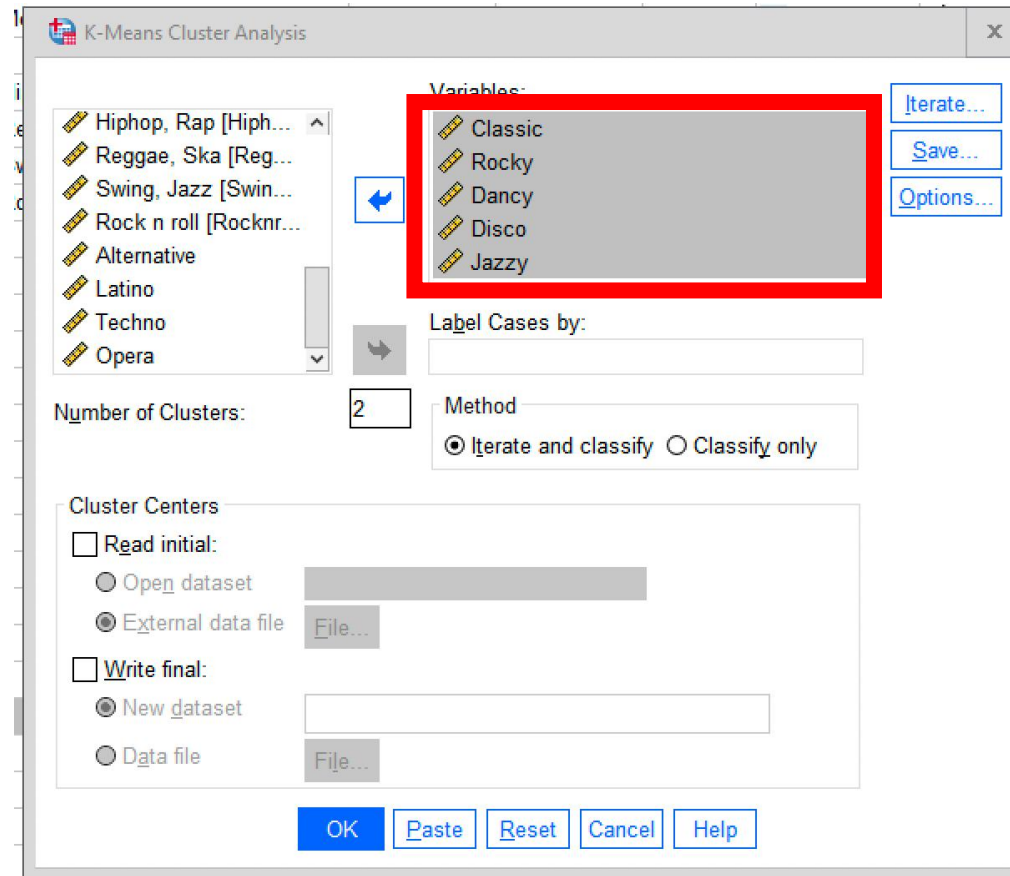 K-Means Cluster Analysis
Variables:
Hiphop, Rap [Hiph...
Reggae, Ska [Reg...
Swing, Jazz [Swin...
Rock n roll [Rocknr...
Alternative
Latino
Techno
Opera
Classic
Rocky
Dancy
Disco
Jazzy
Iterate...
Save...
Options...
Label Cases by:
Number of Clusters:
2
Method
Iterate and classify
Classify only
Cluster Centers
Read initial:
Open dataset
External data file
File...
Write final:
New dataset
Data file
File...
OK
Paste
Reset
Cancel
Help